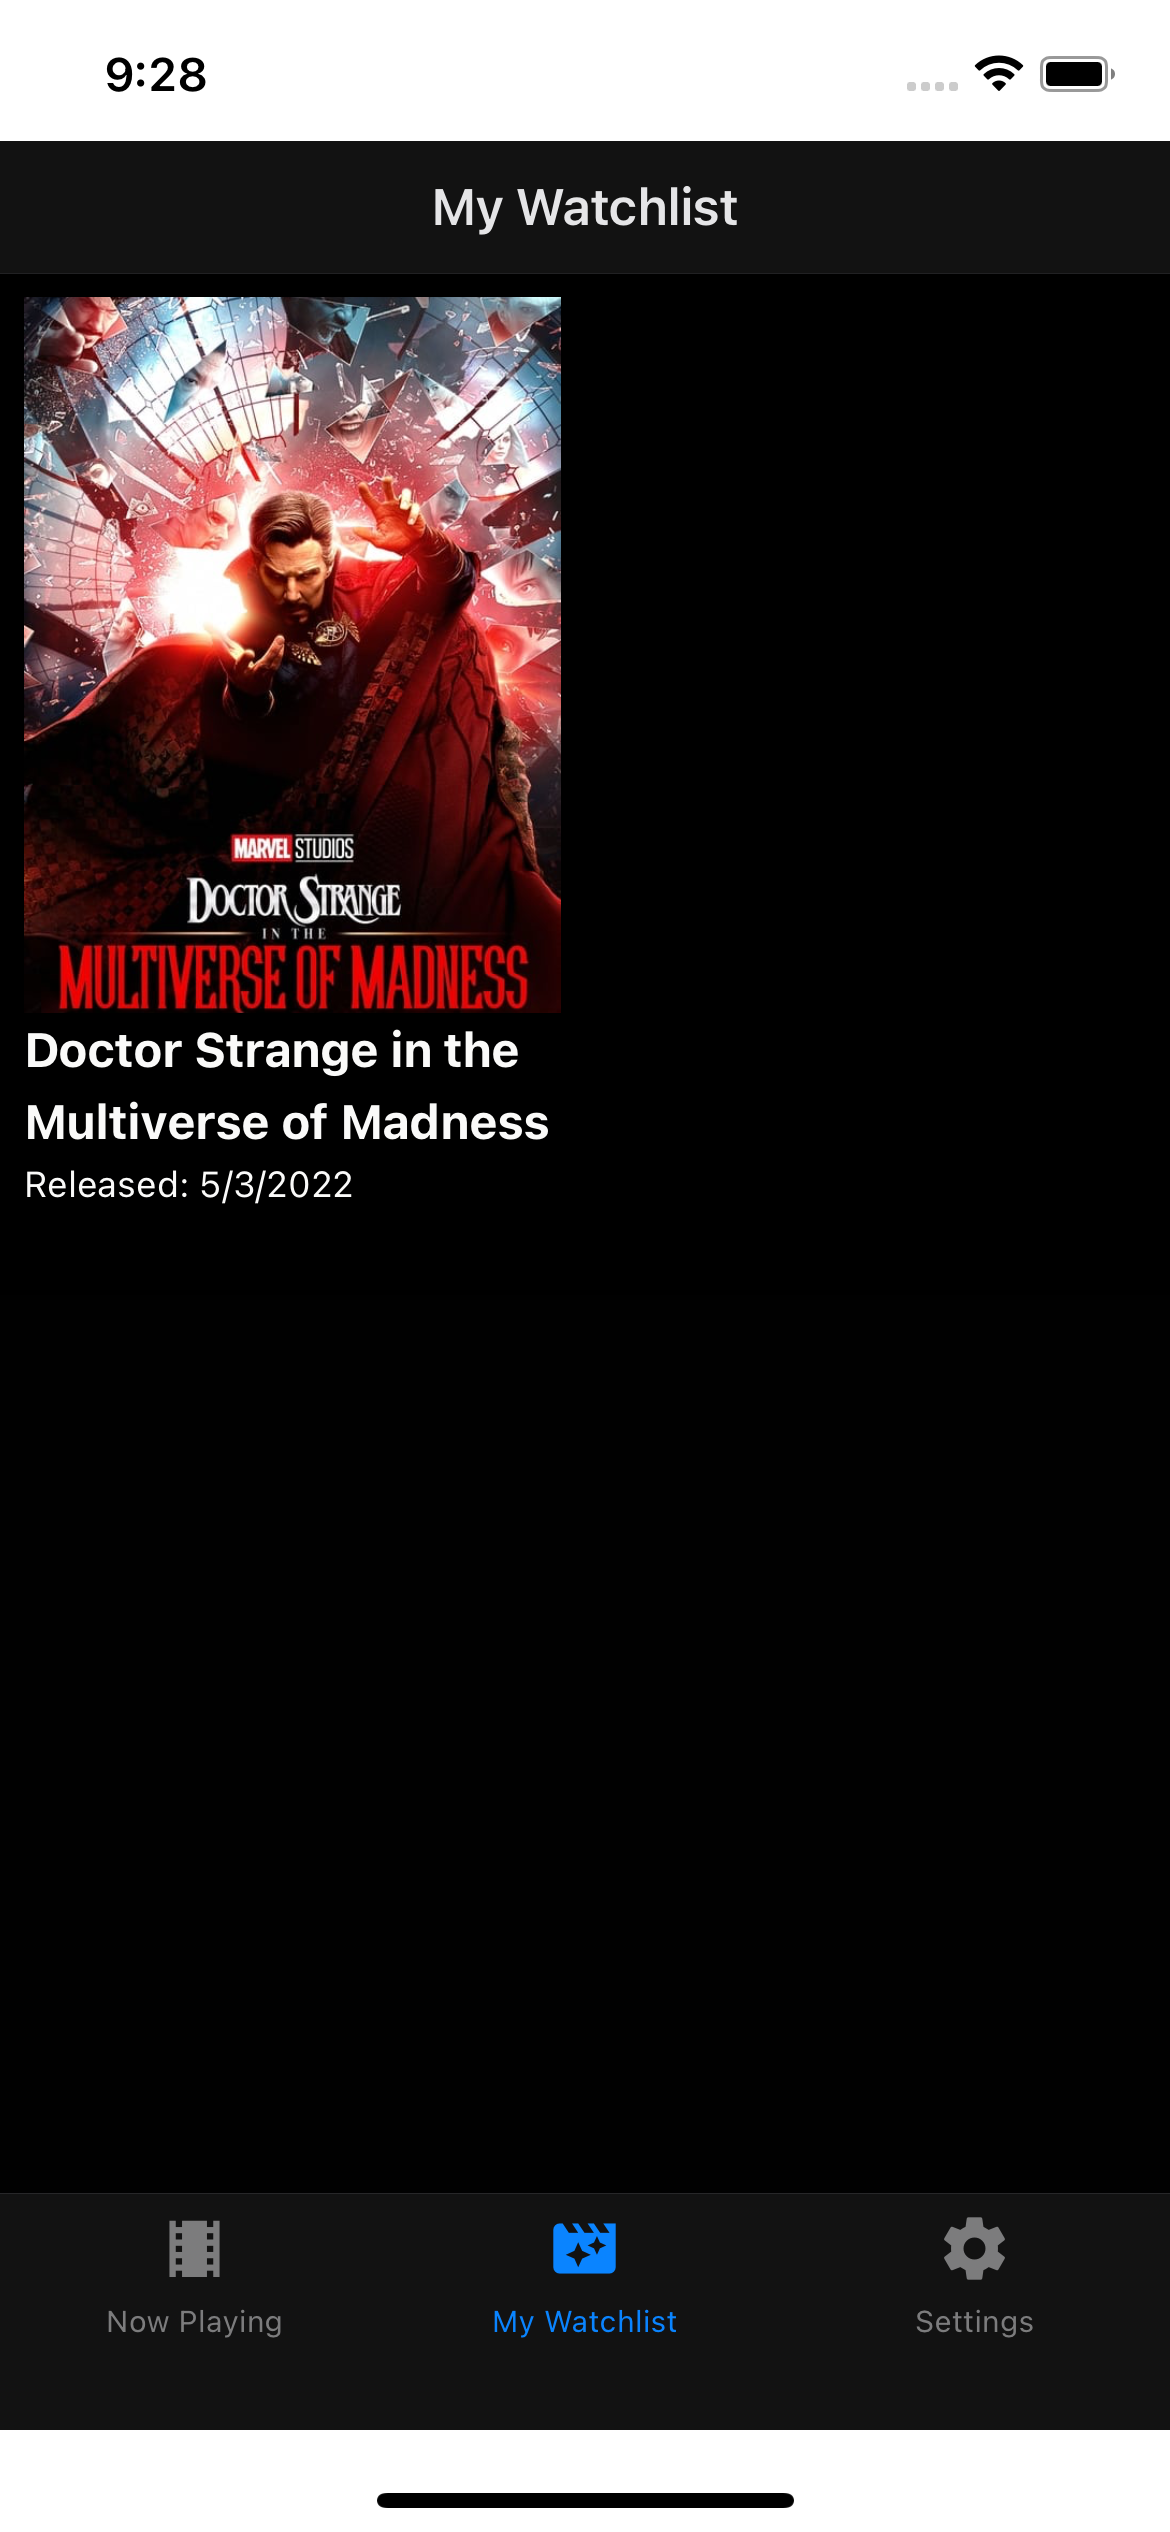 9:28
My Watchlist
MARVEL STUDIOS
DOCTOR STRANGE
IN THE
MULTIVERSE OF MADNESS
Doctor Strange in the
Multiverse of Madness
Released: 5/3/2022
Now Playing
My Watchlist
Settings